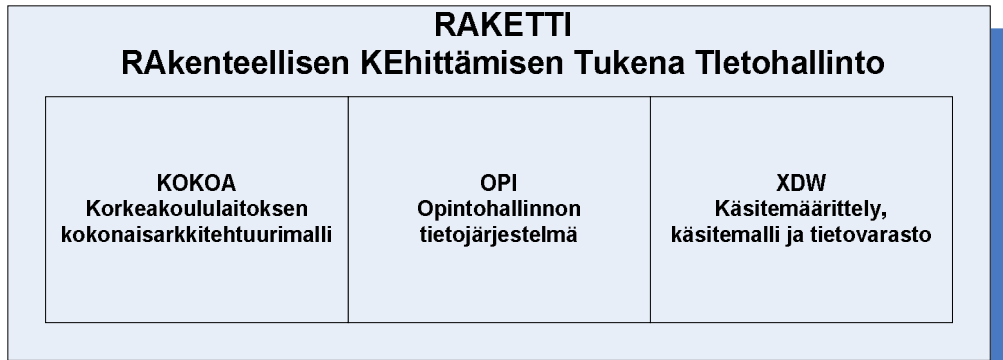 RAKETTI
RAkenteellisen KEhittämisen Tukena TIetohallinto
KOKOA
Korkeakoululaitoksen
kokonaisarkkitehtuurimalli
OPI
Opintohallinnon
tietojärjestelmä
XDW
Käsitemäärittely,
käsitemalli ja tietovarasto